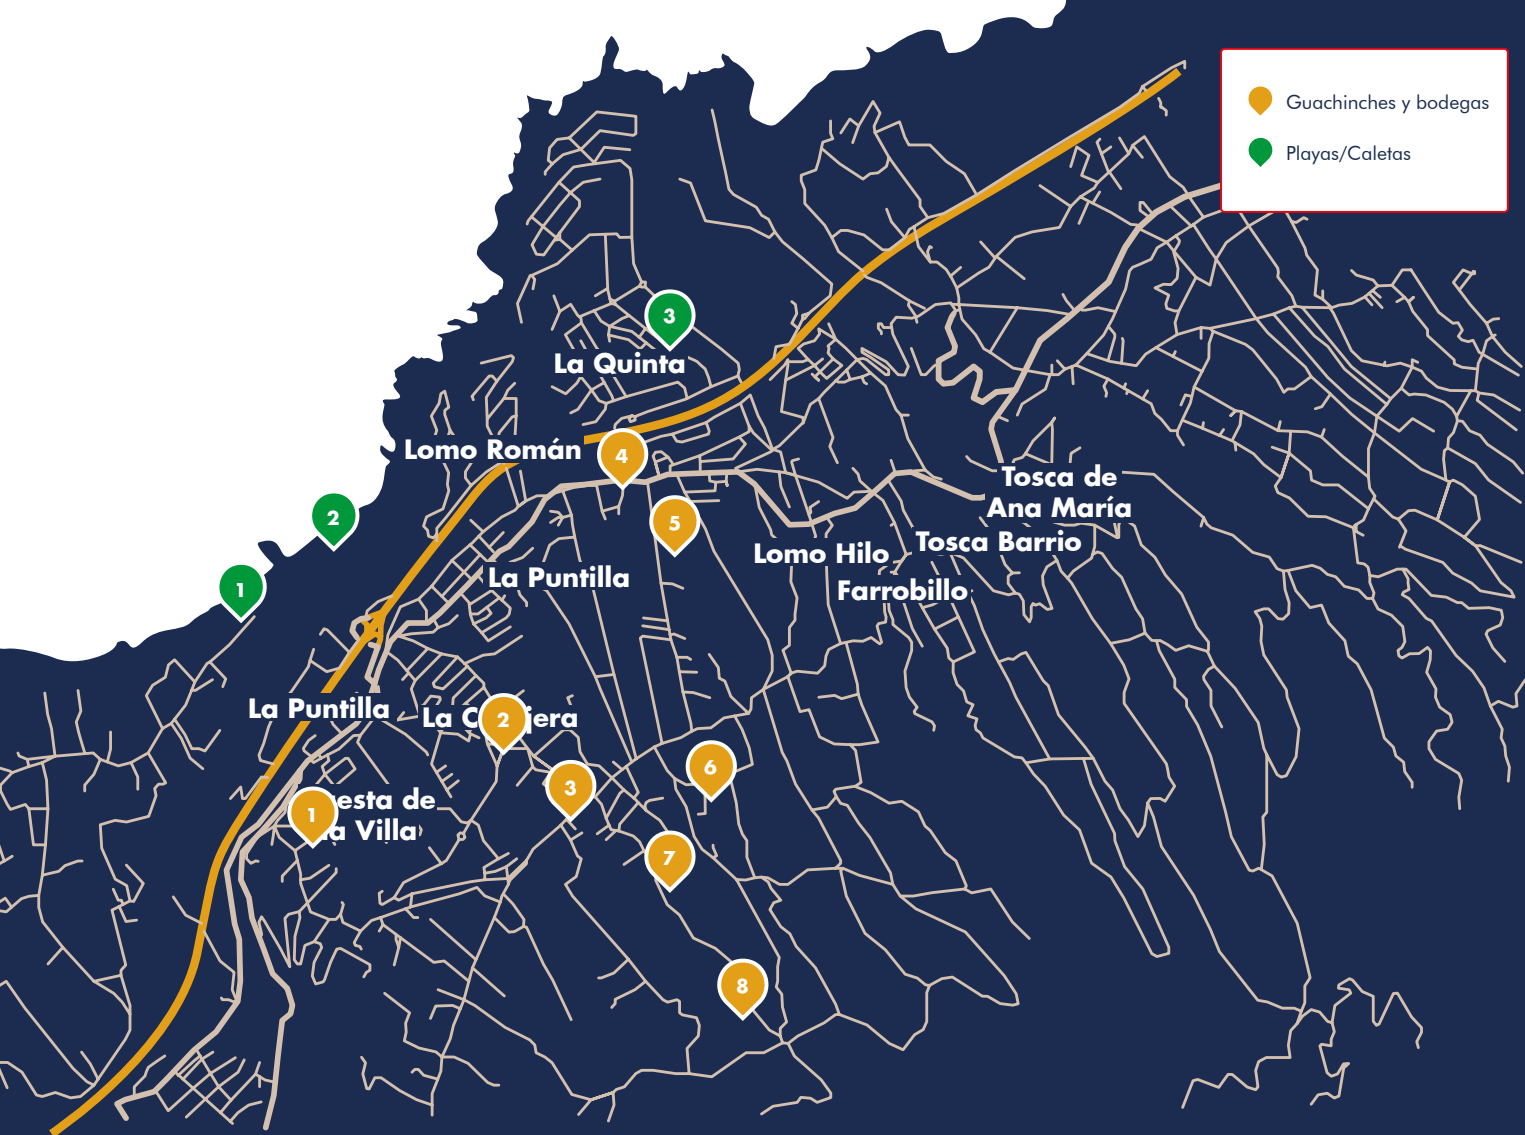 Guachinches y bodegas
Playas/Caletas
3
La Quinta
Lomo Román
4
Tosca de
Ana María
2
5
Tosca Barrio
Lomo Hilo
La Puntilla
1
Farrobillo
La Puntilla
La C
2
jera
6
3
esta de
1
a Villa
7
8